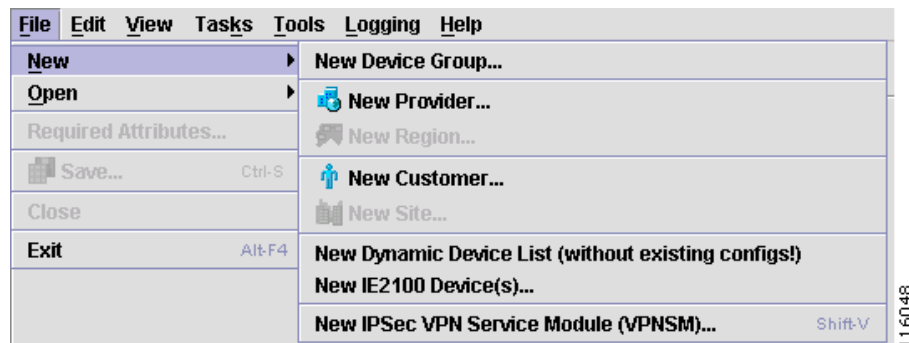 File Edit View Tasks Tools Logging Help
New
Open
Required Attributes...
Save... Ctrl-S
Close
Exit Alt-F4
New Device Group...
New Provider...
New Region...
New Customer...
New Site...
New Dynamic Device List (without existing configs!)
New IE2100 Device(s)...
New IPSec VPN Service Module (VPNSM)... Shift-V
116048